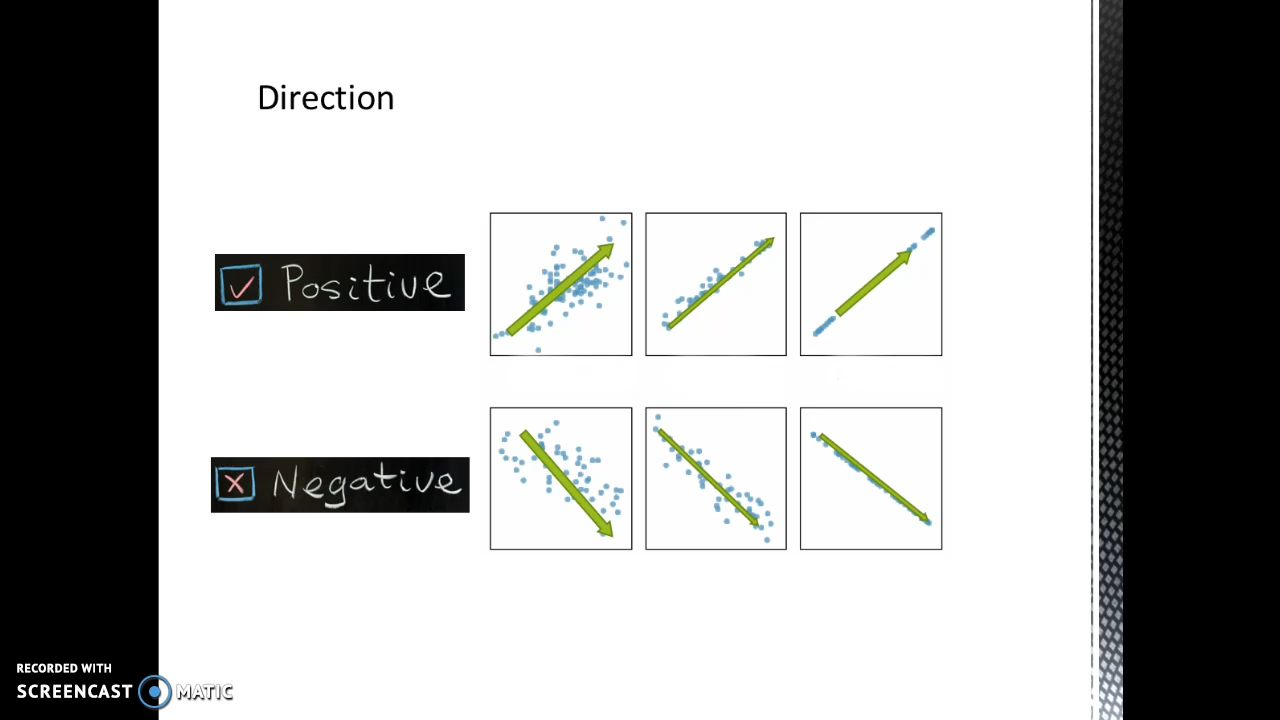 Direction
Positive
Negative
RECORDED WITH
SCREENCAST MATIC